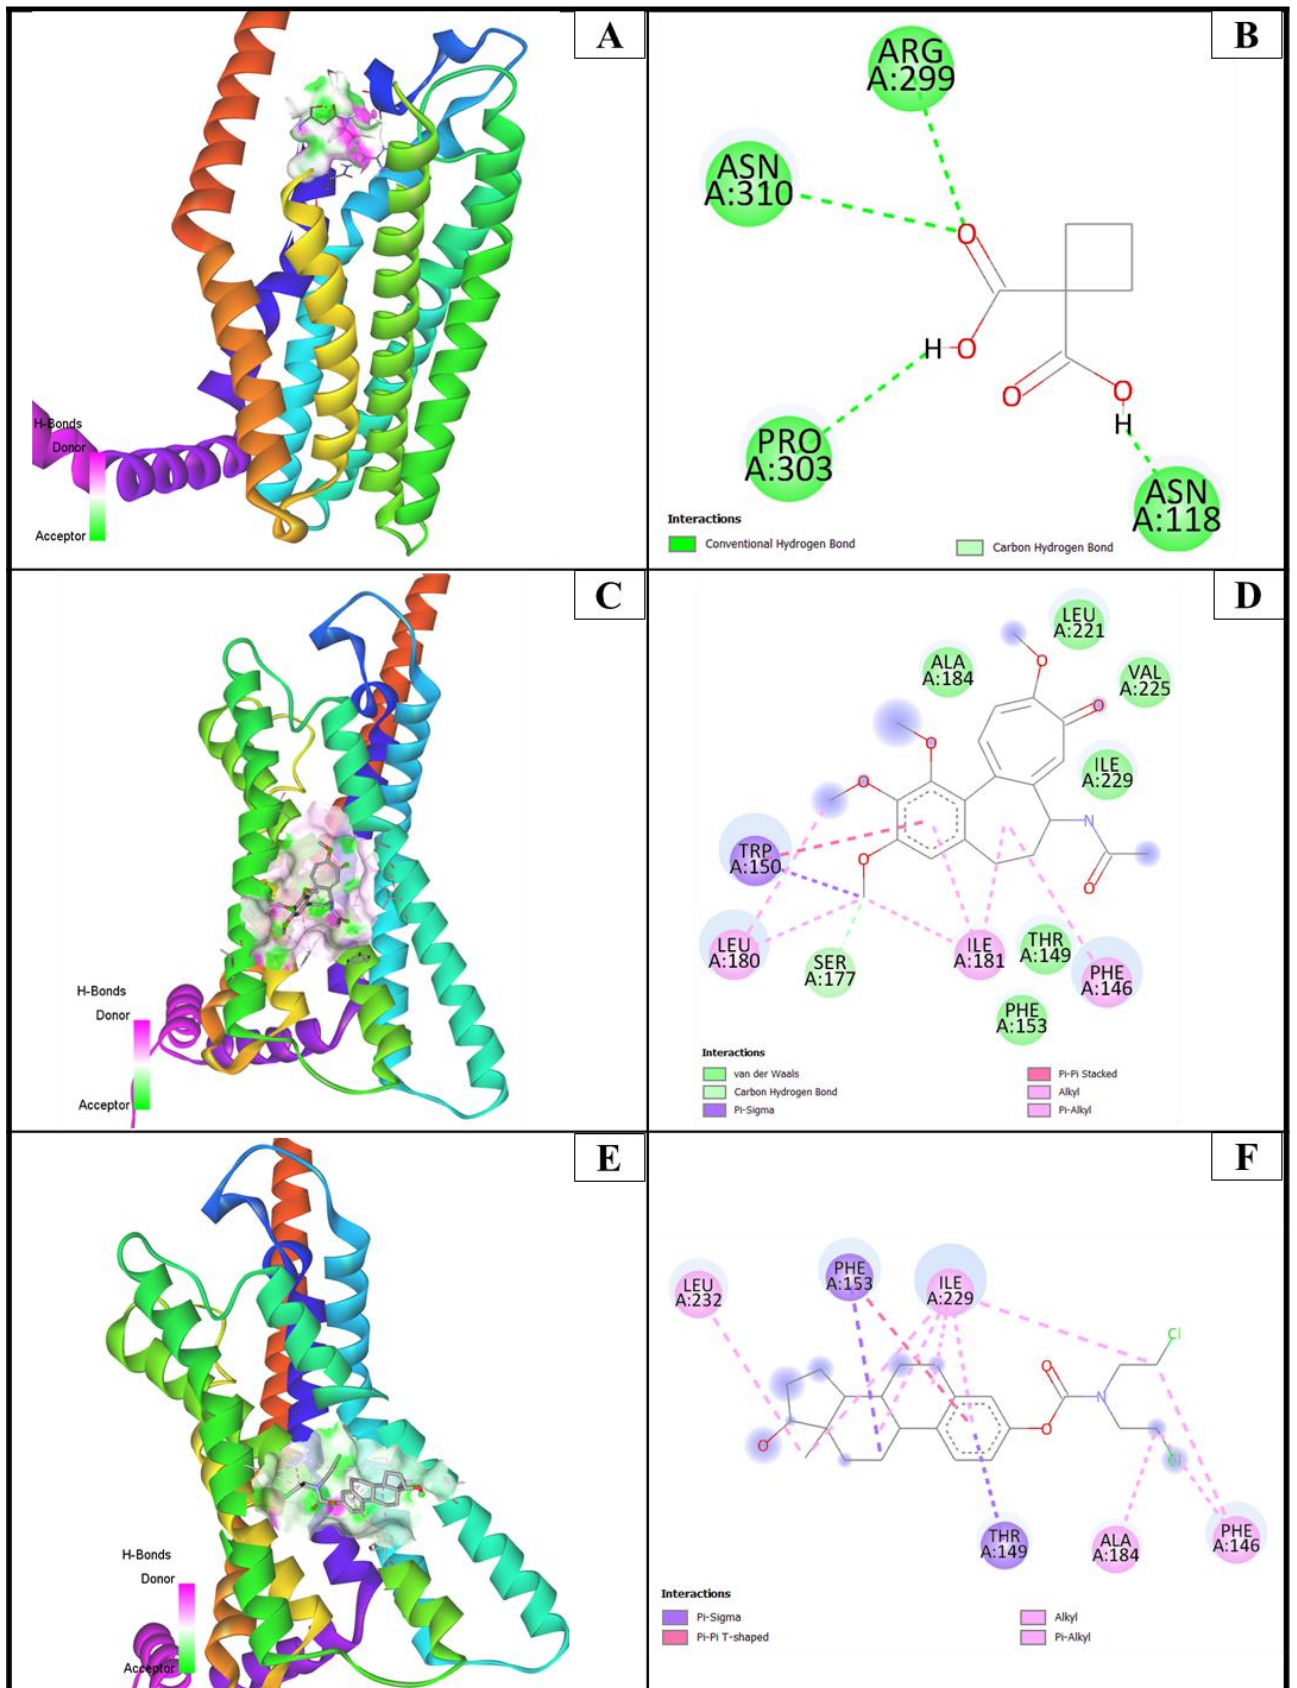 A
H-Bonds
Donor
Acceptor
B
ARG
A:299
ASN
A:310
O
H-O
O
O
H
PRO
A:303
ASN
A:118
Interactions
Conventional Hydrogen Bond
Carbon Hydrogen Bond
C
H-Bonds
Donor
Acceptor
D
LEU
A:221
ALA
A:184
O
VAL
A:225
O
O
ILE
A:229
O
N
TRP
A:150
O
O
LEU
A:180
SER
A:177
ILE
A:181
THR
A:149
PHE
A:146
PHE
A:153
Interactions
van der Waals
Carbon Hydrogen Bond
Pi-Sigma
Pi-Pi Stacked
Alkyl
Pi-Alkyl
E
H-Bonds
Donor
Acceptor
F
LEU
A:232
PHE
A:153
ILE
A:229
Cl
O
N
O
O
Cl
THR
A:149
ALA
A:184
PHE
A:146
Interactions
Pi-Sigma
Pi-Pi T-shaped
Alkyl
Pi-Alkyl